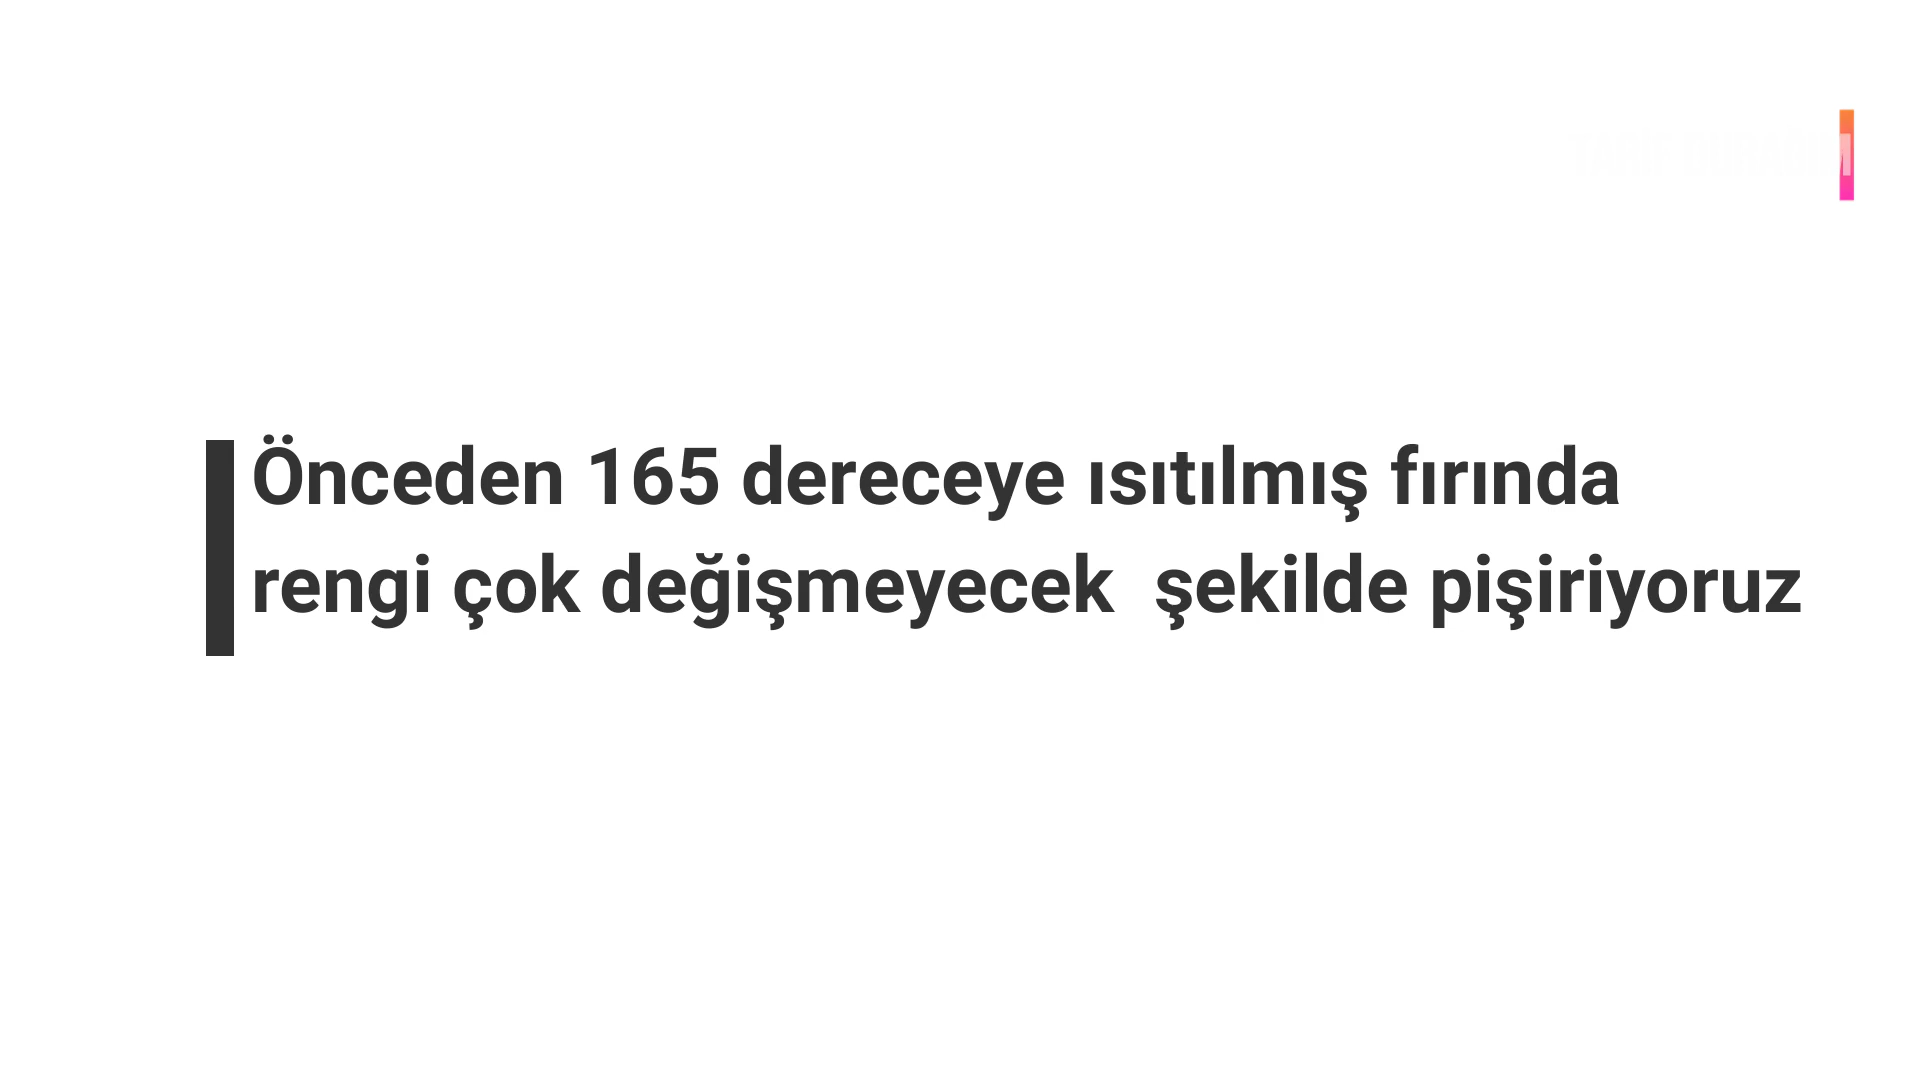 Önceden 165 dereceye ısıtılmış fırında
rengi çok değişmeyecek  şekilde pişiriyoruz